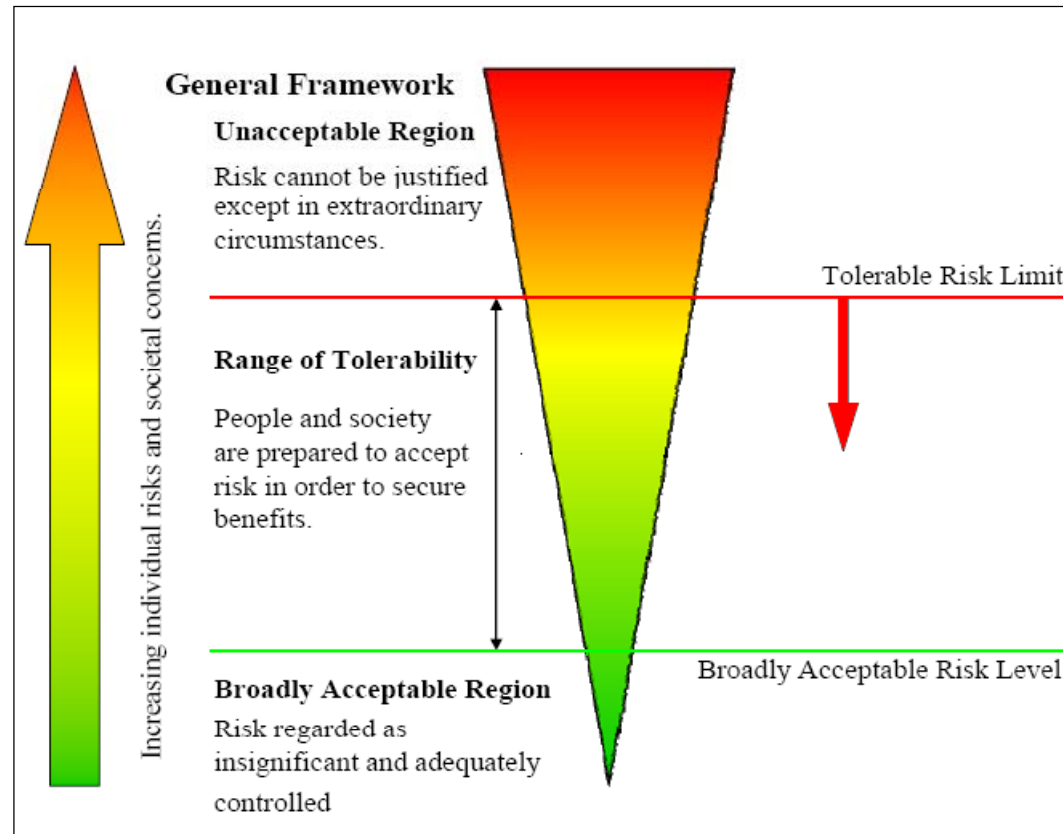 General Framework
Unacceptable Region
Risk cannot be justified
except in extraordinary
circumstances.
Tolerable Risk Limit
Range of Tolerability
People and society
are prepared to accept
risk in order to secure
benefits.
Broadly Acceptable Risk Level
Broadly Acceptable Region
Risk regarded as
insignificant and adequately
controlled
Increasing individual risks and societal concerns.